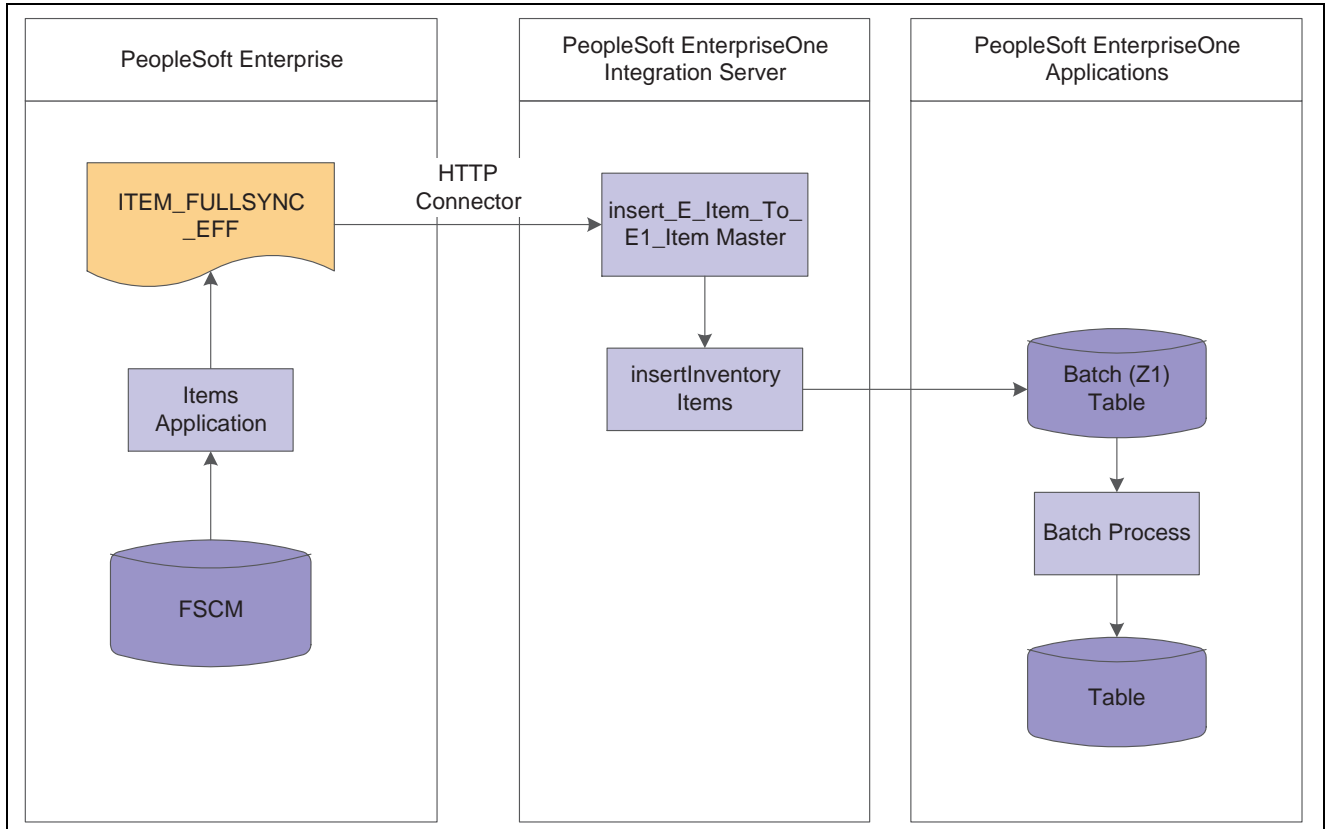 PeopleSoft Enterprise
PeopleSoft EnterpriseOne
Integration Server
PeopleSoft EnterpriseOne
Applications
ITEM_FULLSYNC
_EFF
HTTP
Connector
insert_E_Item_To_
E1_Item Master
Items
Application
insertInventory
Items
Batch (Z1)
Table
Batch Process
FSCM
Table